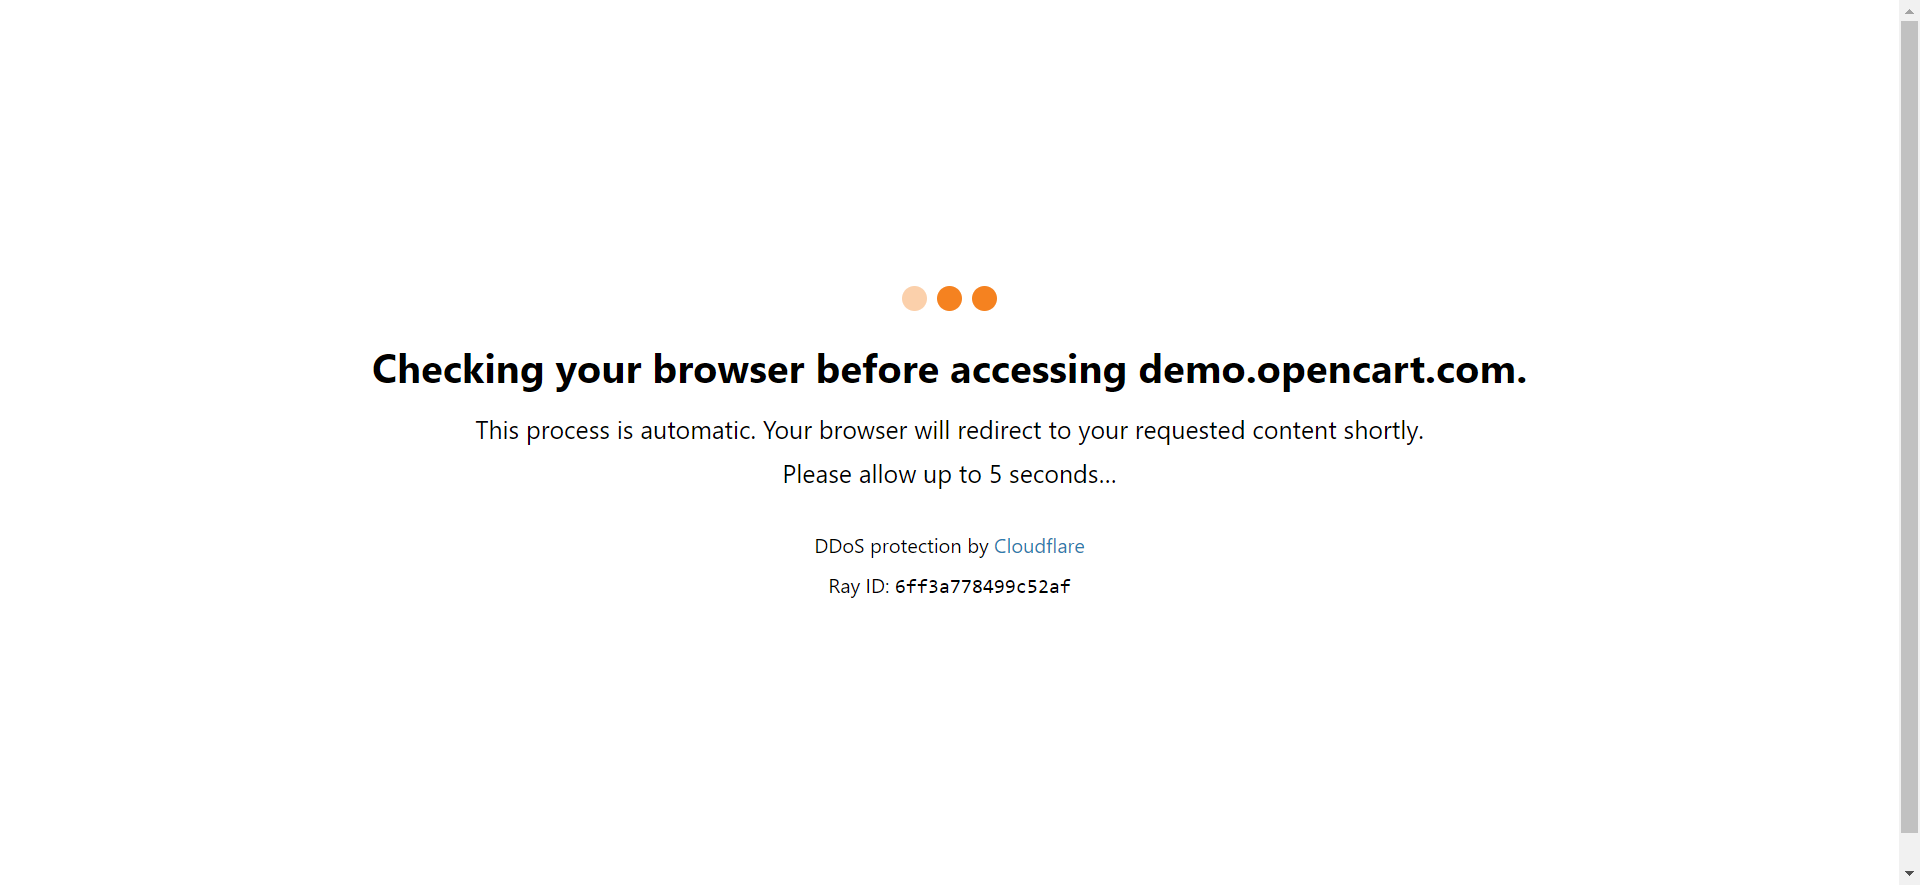 Checking your browser before accessing demo.opencart.com.
This process is automatic. Your browser will redirect to your requested content shortly.
Please allow up to 5 seconds...
DDoS protection by Cloudflare
Ray ID: 6ff3a778499c52af